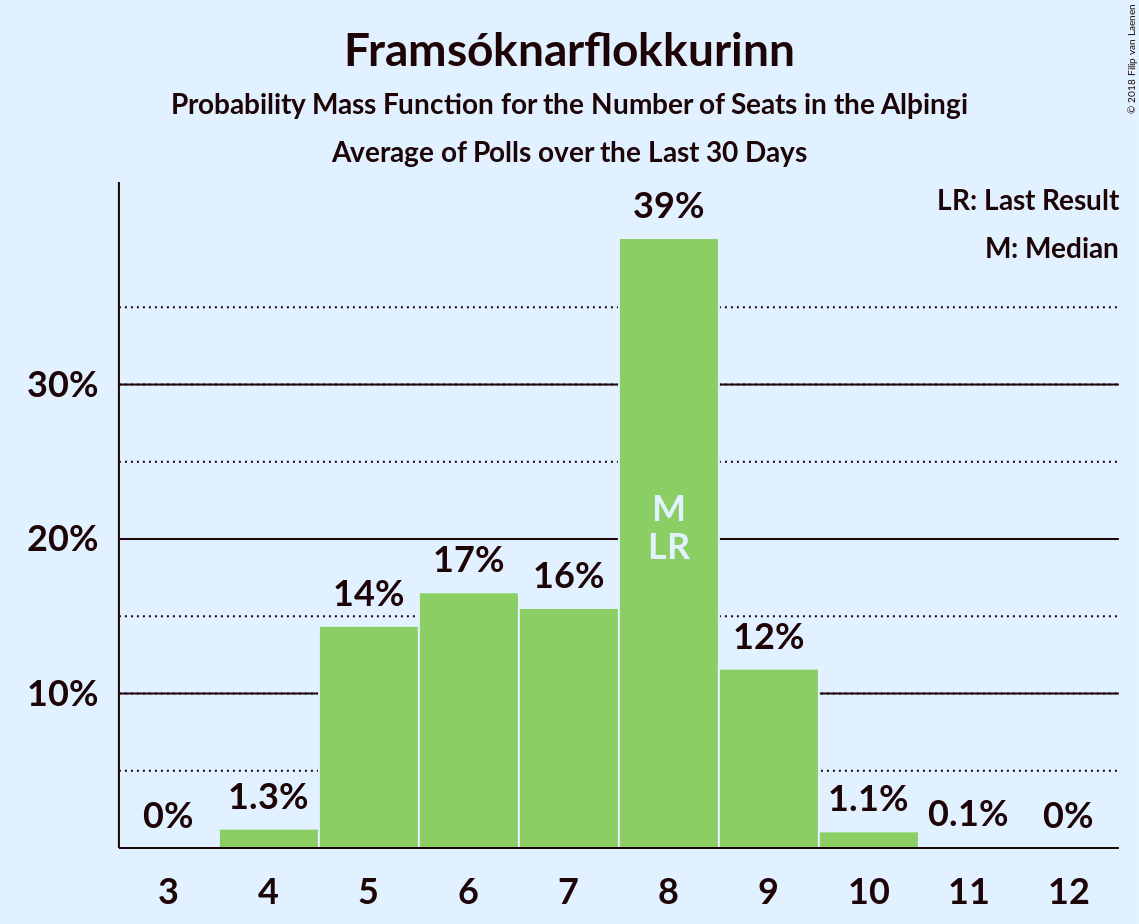 Framsóknarflokkurinn
Probability Mass Function for the Number of Seats in the Alþingi
Average of Polls over the Last 30 Days
© 2018 Filip van Laenen
LR: Last Result
M: Median
39%
30%
M
20%
LR
17%
16%
14%
12%
10%
0%
1.3%
1.1%
0.1%
0%
3 4 5 6 7 8 9 10 11 12